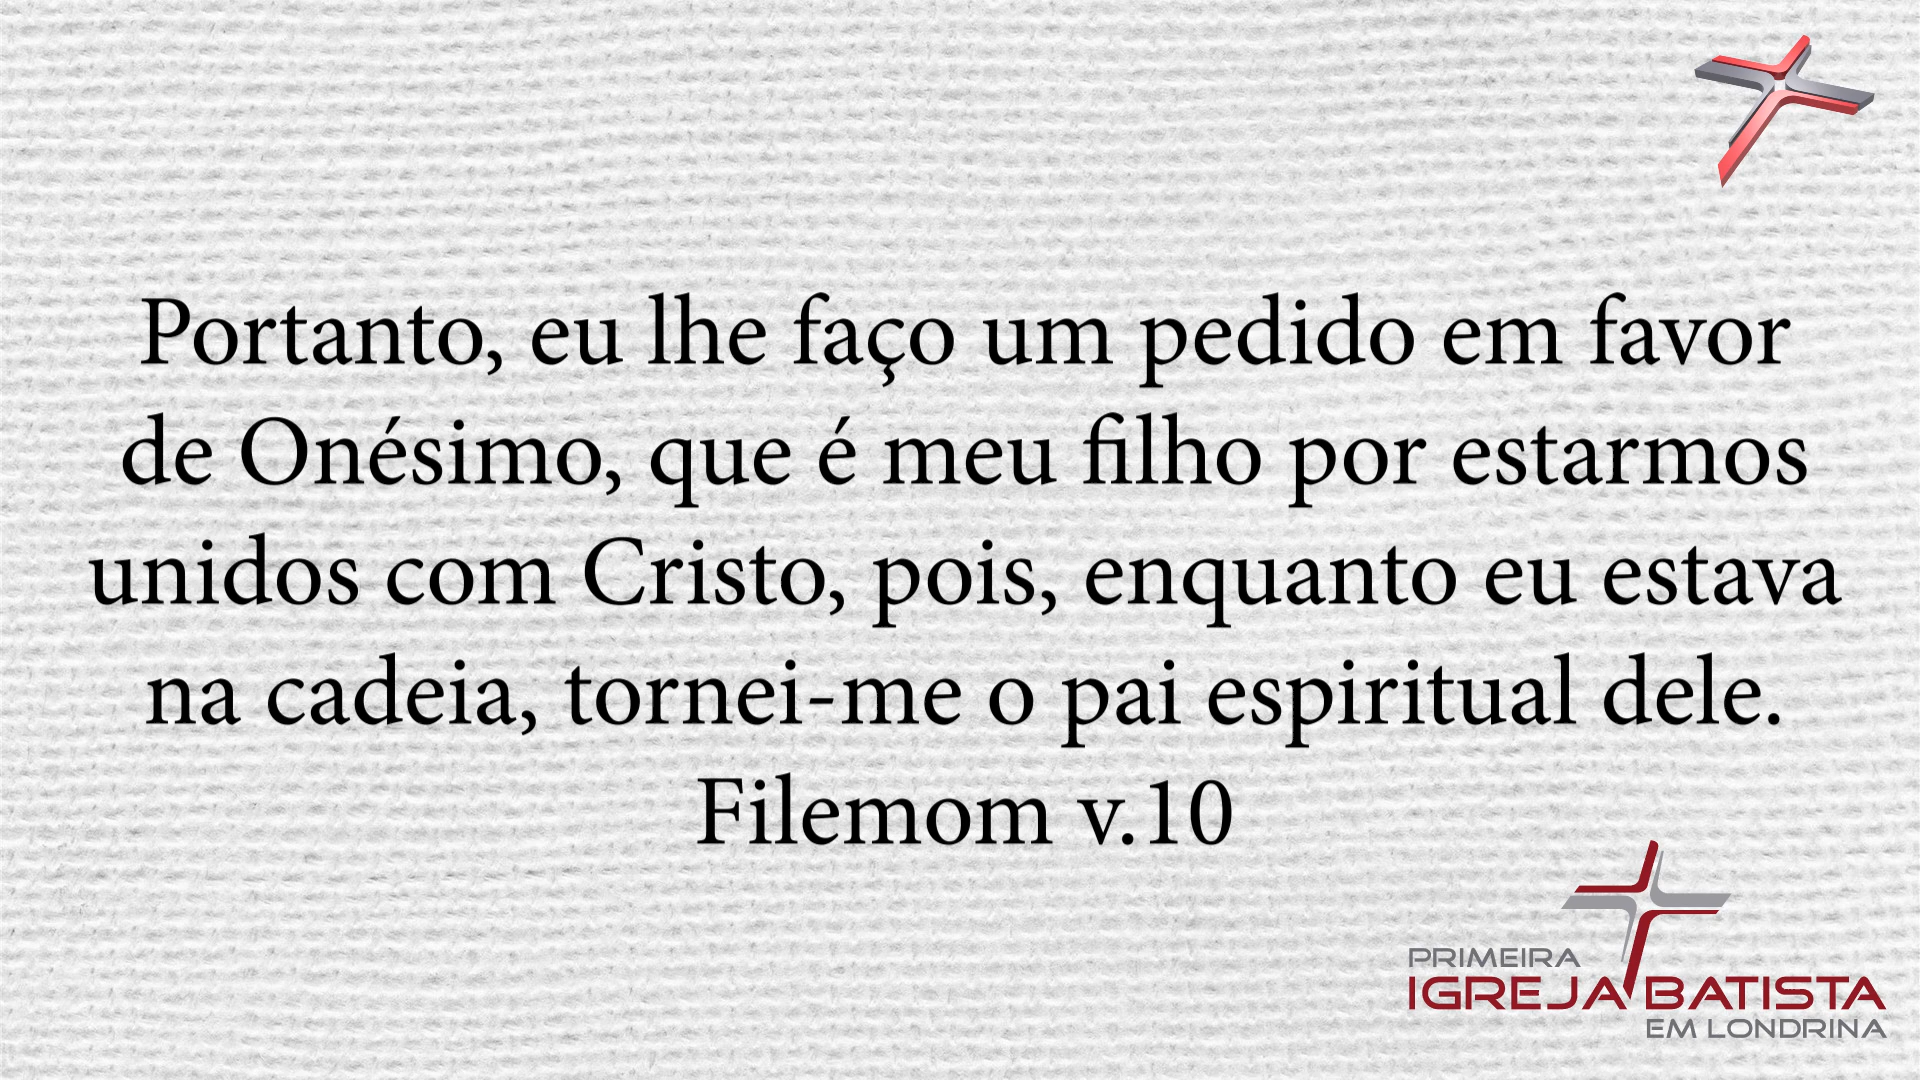 Portanto, eu lhe faço um pedido em favor
de Onésimo, que é meu filho por estarmos
unidos com Cristo, pois, enquanto eu estava
na cadeia, tornei-me o pai espiritual dele.
Filemom v.10
PRIMEIRA
IGREJA BATISTA
EM LONDRINA